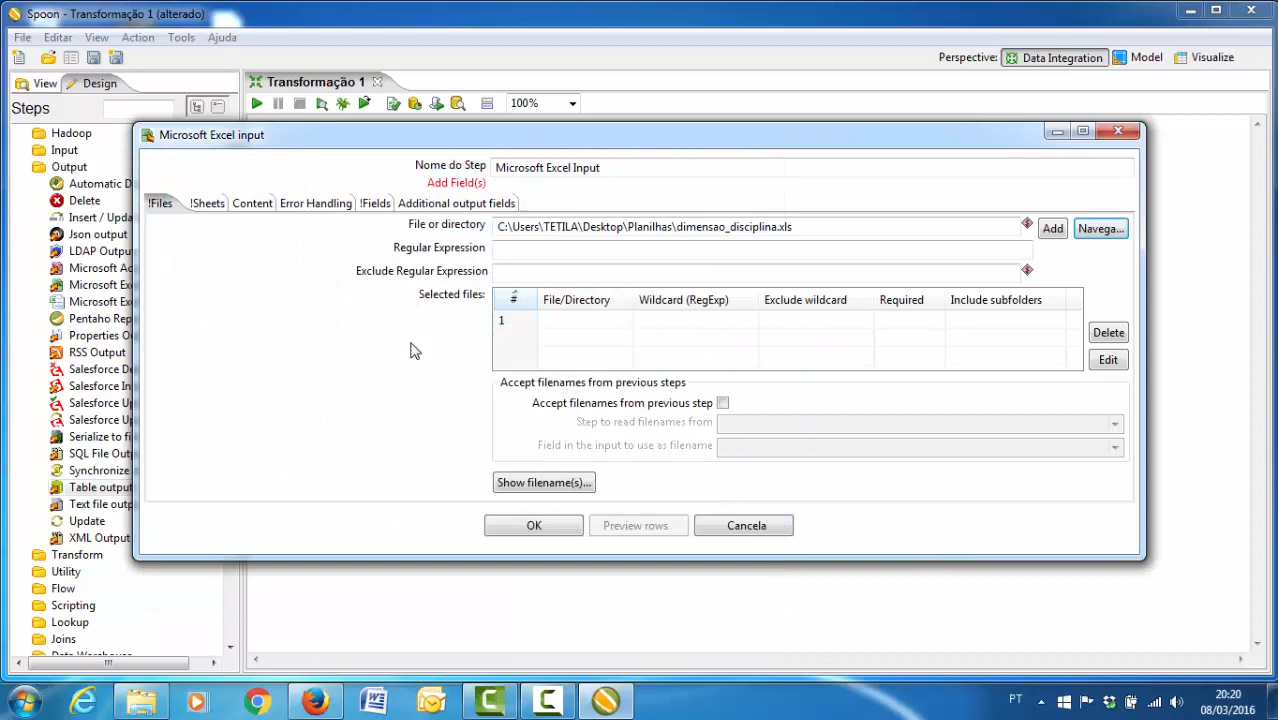 Spoon - Transformação 1 (alterado)
File Editar View Action Tools Ajuda
Perspective: Data Integration Model Visualize
View Design
Transformação 1
Steps
100%
Hadoop
Input
Output
Automatic D
Delete
Insert / Upda
Json output
LDAP Outpu
Microsoft Ac
Microsoft Ex
Microsoft Ex
Pentaho Rep
Properties O
RSS Output
Salesforce De
Salesforce In
Salesforce Up
Salesforce Up
Serialize to fi
SQL File Out
Synchronize
Table output
Text file outp
Update
XML Output
Transform
Utility
Flow
Scripting
Lookup
Joins
Microsoft Excel input
Nome do Step Microsoft Excel Input
Add Field(s)
!Files !Sheets Content Error Handling !Fields Additional output fields
File or directory C:\Users\TETILA\Desktop\Planilhas\dimensao_disciplina.xls Add Navega...
Regular Expression
Exclude Regular Expression
Selected files: # File/Directory Wildcard (RegExp) Exclude wildcard Required Include subfolders
1
Delete
Edit
Accept filenames from previous steps
Accept filenames from previous step
Step to read filenames from
Field in the input to use as filename
Show filename(s)...
OK Preview rows Cancela
PT
20:20
08/03/2016